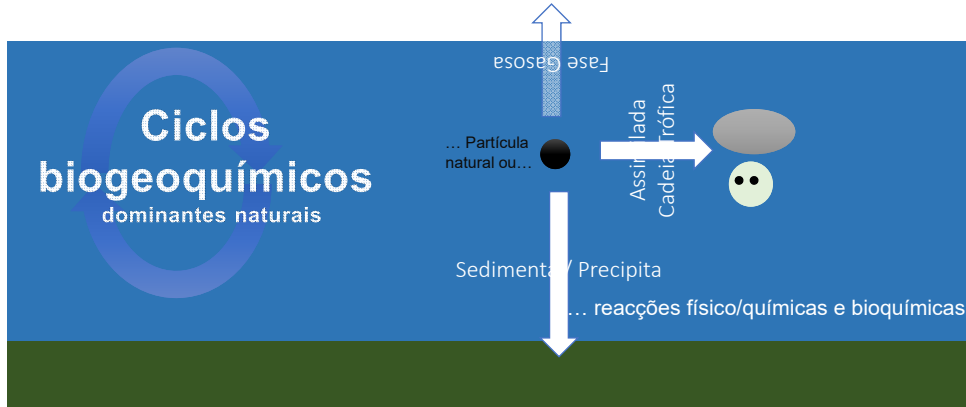 Ciclos
biogeoquímicos
dominantes naturais
Fase Gasosa
… Partícula
natural ou…
Assimilada
Cadeia Trófica
Sedimenta / Precipita
… reacções físico/químicas e bioquímicas